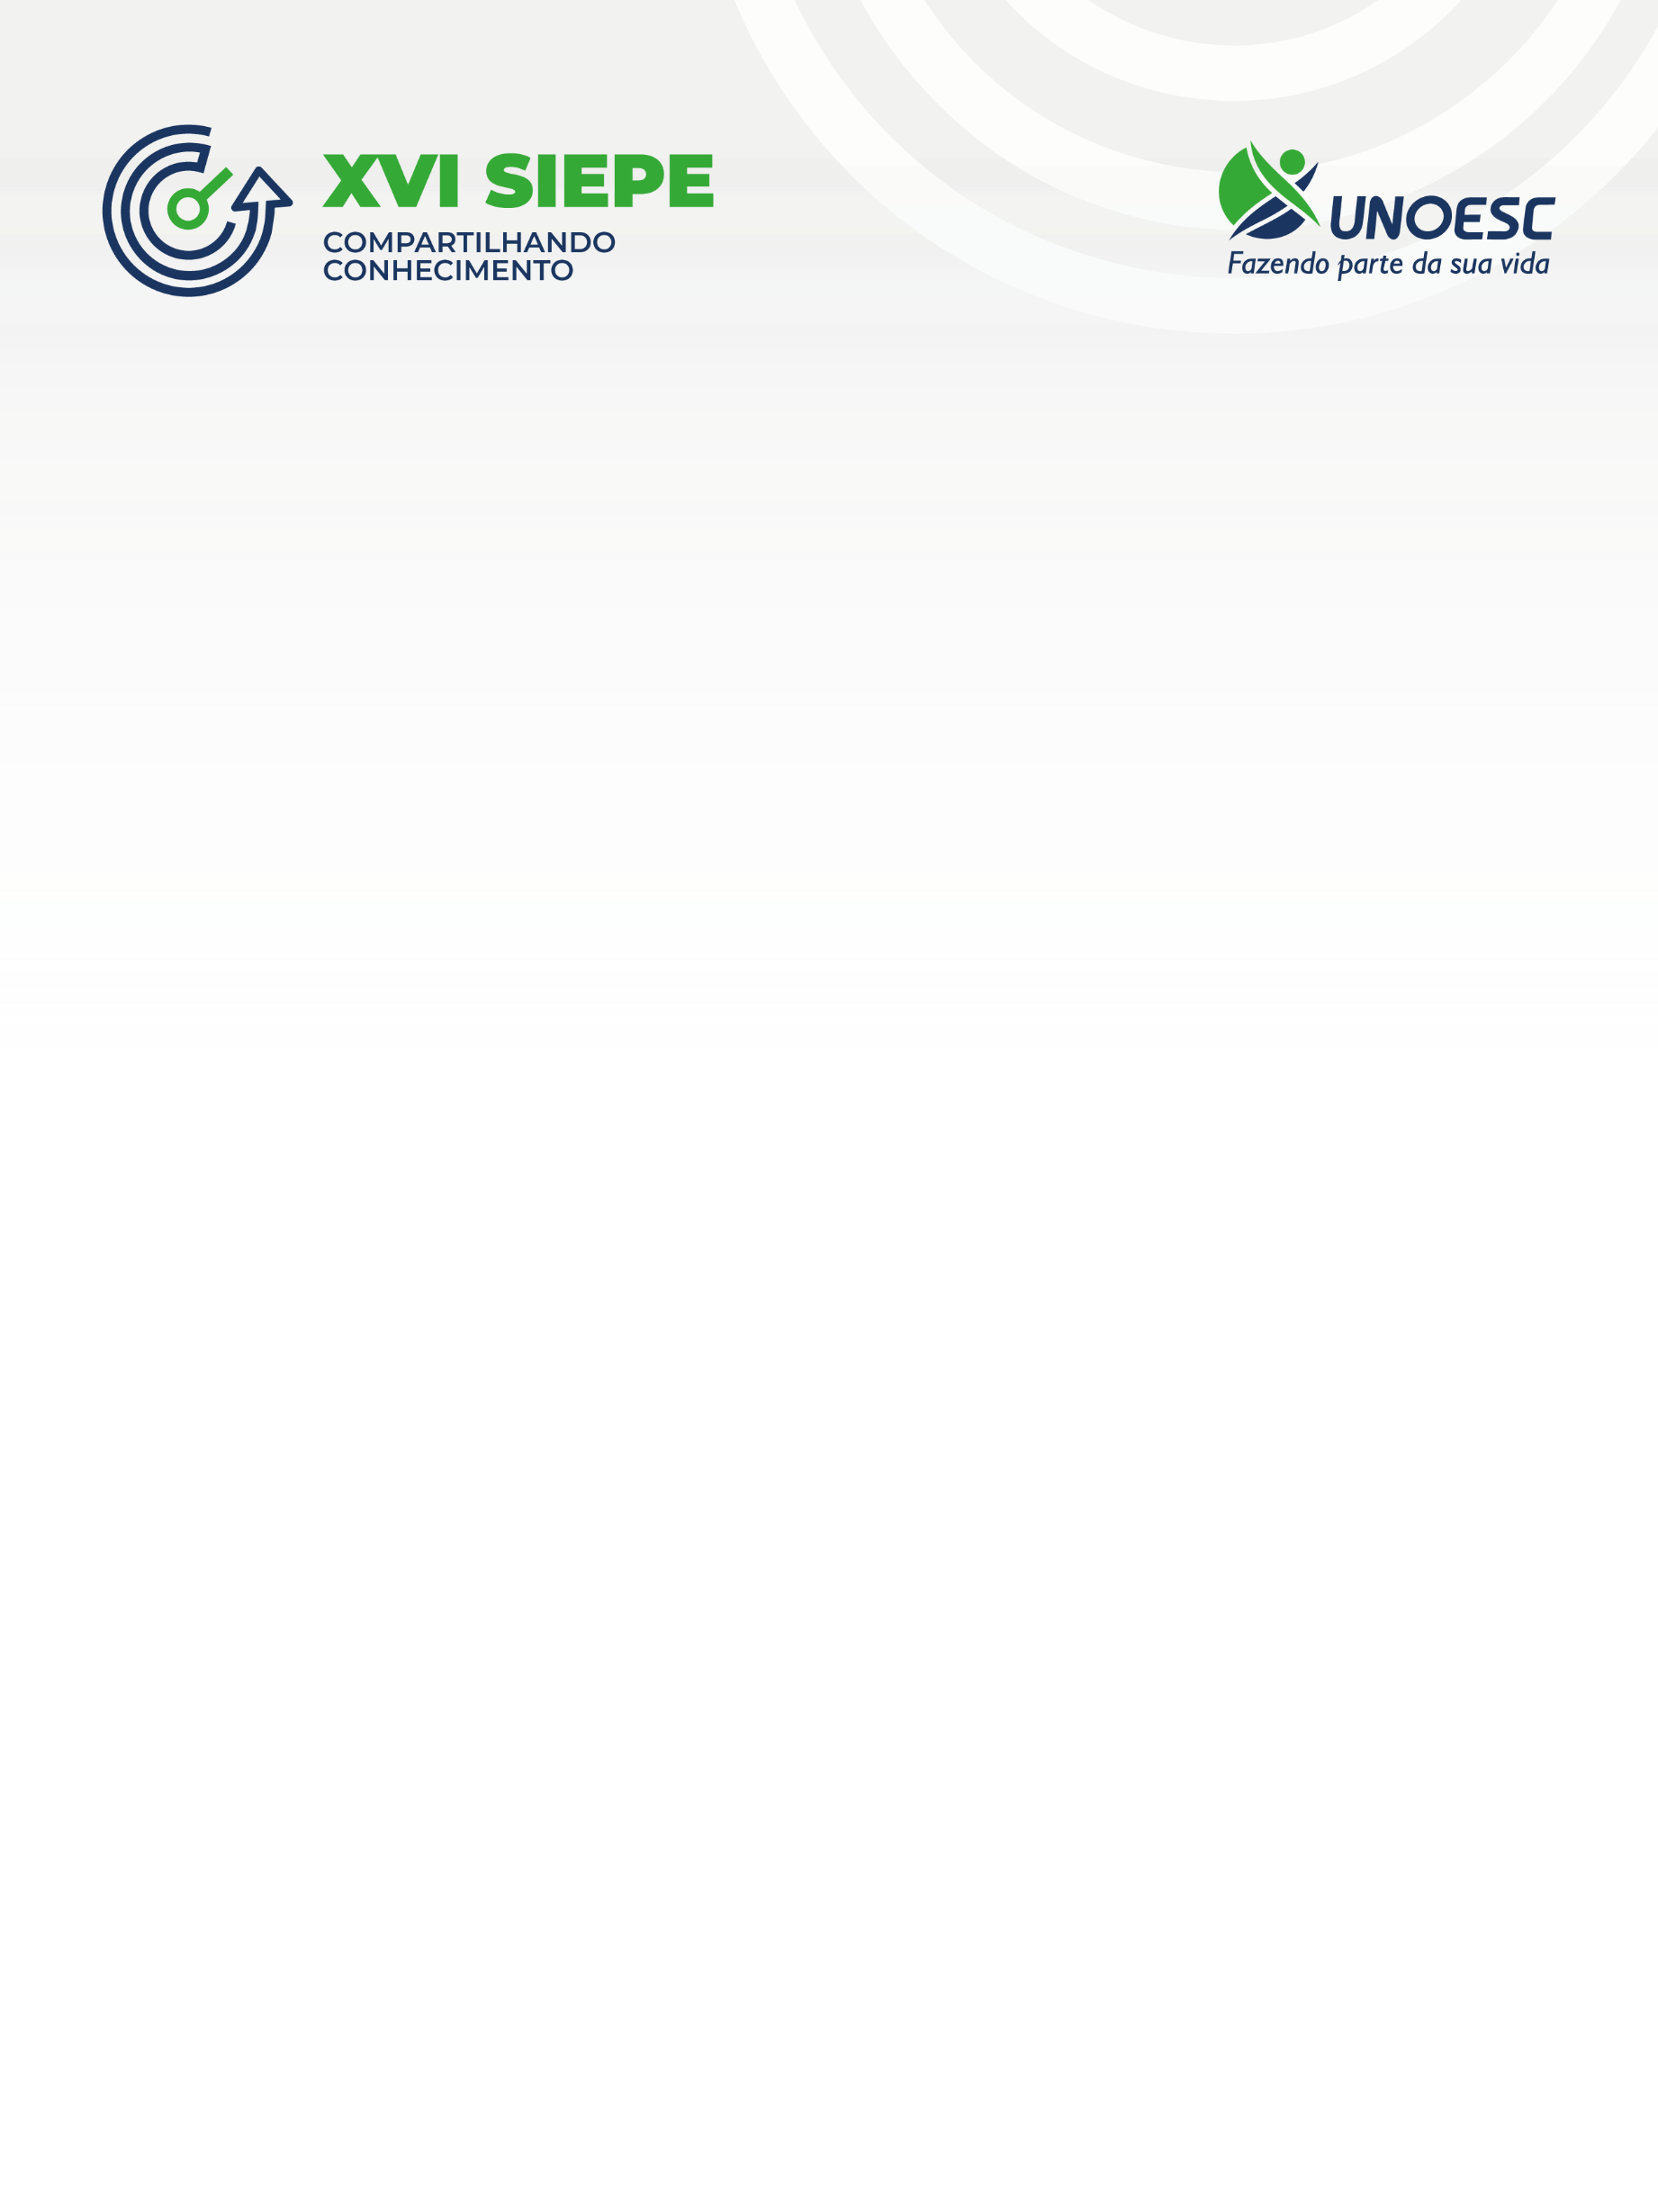 XVI SIEPE
COMPARTILHANDO
CONHECIMENTO
UNOESC
Fazendo parte da sua vida